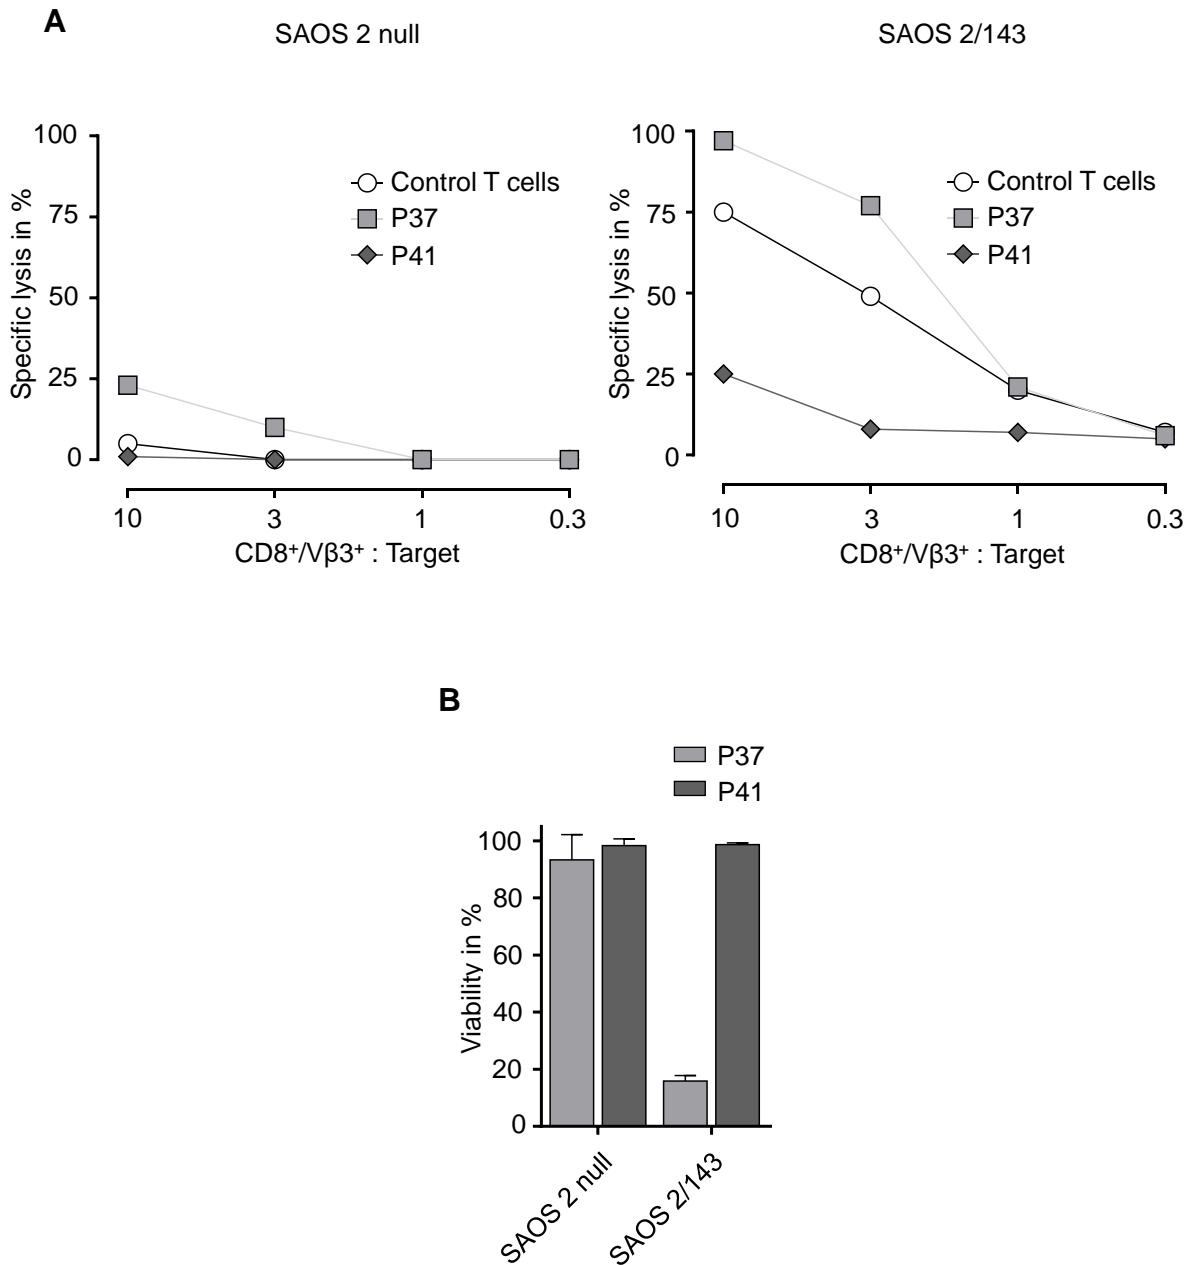 A
SAOS 2 null
SAOS 2/143
100
75
50
25
0
Specific lysis in %
Control T cells
P37
P41
10 3 1 0.3
CD8⁺/Vβ3⁺ : Target
100
75
50
25
0
Specific lysis in %
Control T cells
P37
P41
10 3 1 0.3
CD8⁺/Vβ3⁺ : Target
B
P37
P41
100
80
60
40
20
0
Viability in %
SAOS 2 null
SAOS 2/143